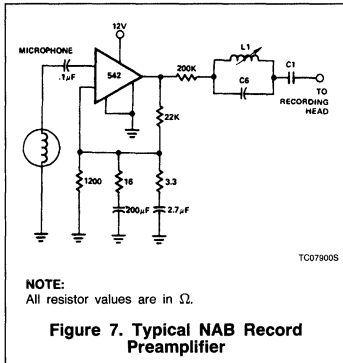 12V
MICROPHONE
.1μF
542
200K
L1
C6
C1
TO
RECORDING
HEAD
22K
1200
16
3.3
200μF
2.7μF
TC07900S
NOTE:
All resistor values are in Ω.
Figure 7. Typical NAB Record
Preamplifier